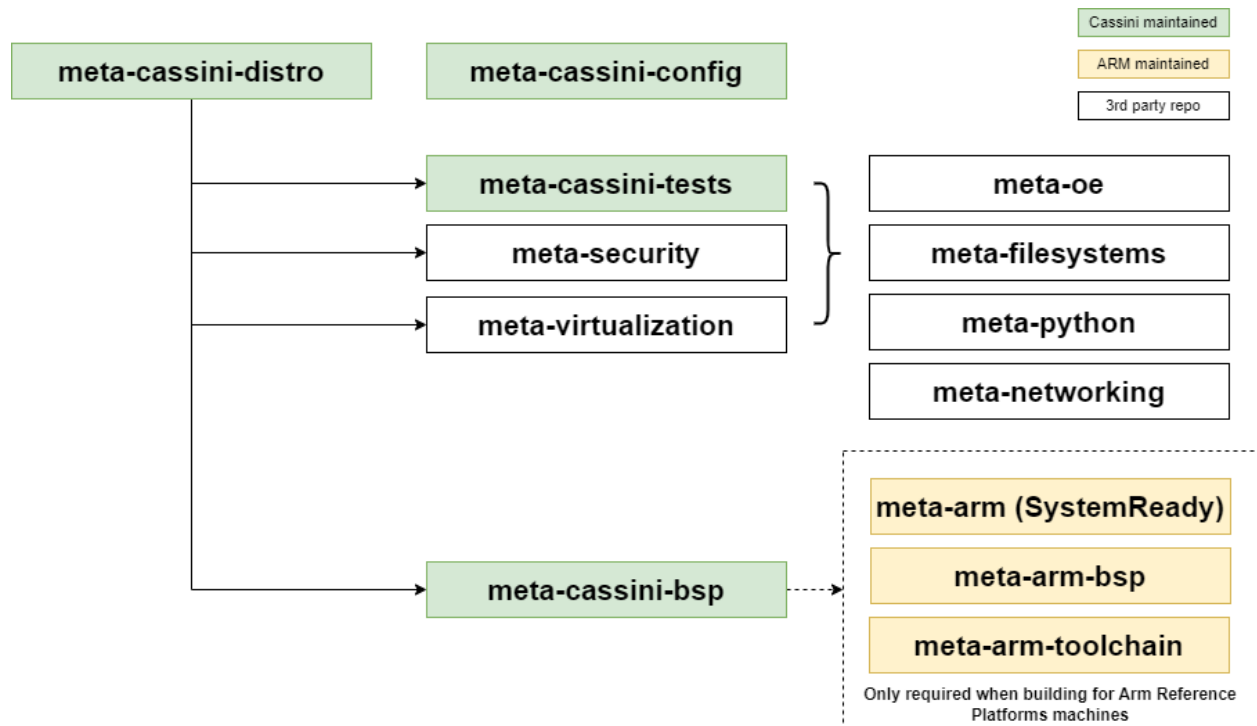 Cassini maintained
meta-cassini-distro
meta-cassini-config
ARM maintained
3rd party repo
meta-cassini-tests
meta-oe
meta-security
meta-filesystems
meta-virtualization
meta-python
meta-networking
meta-arm (SystemReady)
meta-cassini-bsp
meta-arm-bsp
meta-arm-toolchain
Only required when building for Arm Reference
Platforms machines